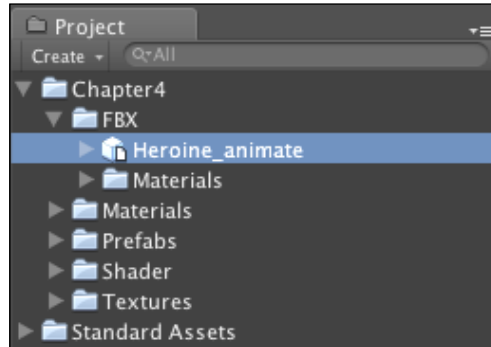 Project
Create All
Chapter4
FBX
Heroine_animate
Materials
Materials
Prefabs
Shader
Textures
Standard Assets